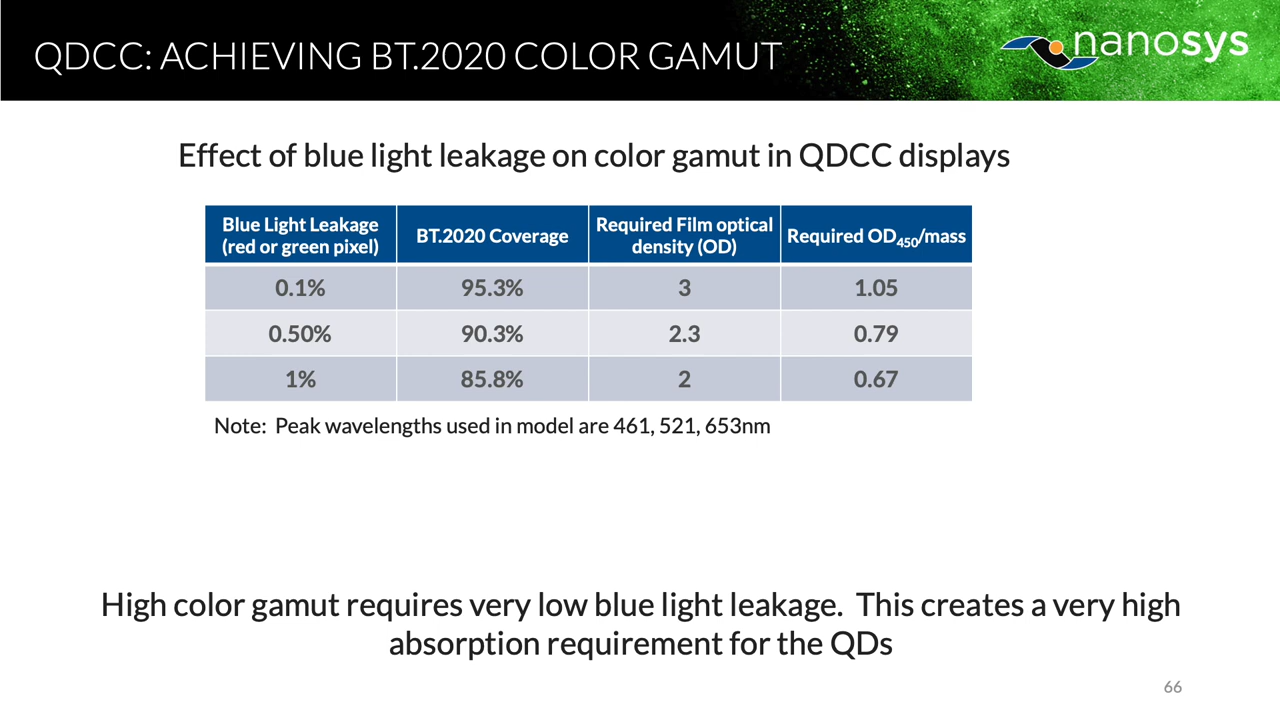 QDCC: ACHIEVING BT.2020 COLOR GAMUT
nanosys
Effect of blue light leakage on color gamut in QDCC displays
Blue Light Leakage
(red or green pixel)
BT.2020 Coverage
Required Film optical
density (OD)
Required OD450/mass
0.1%
95.3%
3
1.05
0.50%
90.3%
2.3
0.79
1%
85.8%
2
0.67
Note:  Peak wavelengths used in model are 461, 521, 653nm
High color gamut requires very low blue light leakage.  This creates a very high
absorption requirement for the QDs
66